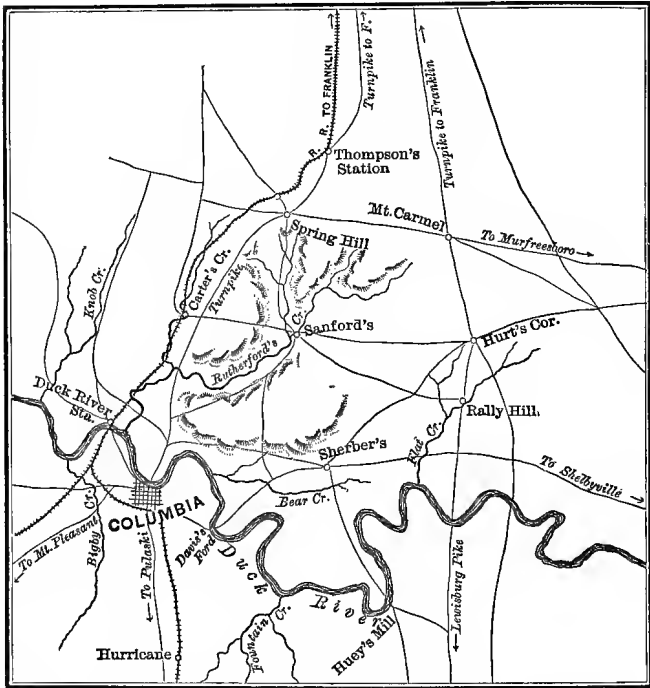 R. R. TO FRANKLIN
Turnpike to F.
Turnpike to Franklin
Thompson's
Station
Mt. Carmel
To Murfreesboro
Spring Hill
Knob Cr.
Carter's Cr.
Turnpike
Cr.
Sanford's
Hurt's Cor.
Rutherford's
Duck River
Sta.
Rally Hill.
Flat Cr.
Sherber's
To Shelbyville
Bear Cr.
COLUMBIA
Bigby Cr.
To Mt. Pleasant
To Pulaski
Davis's
Ford
Duck
River
Lewisburg Pike
Fountain
Cr.
Huey's Mill
Hurricane